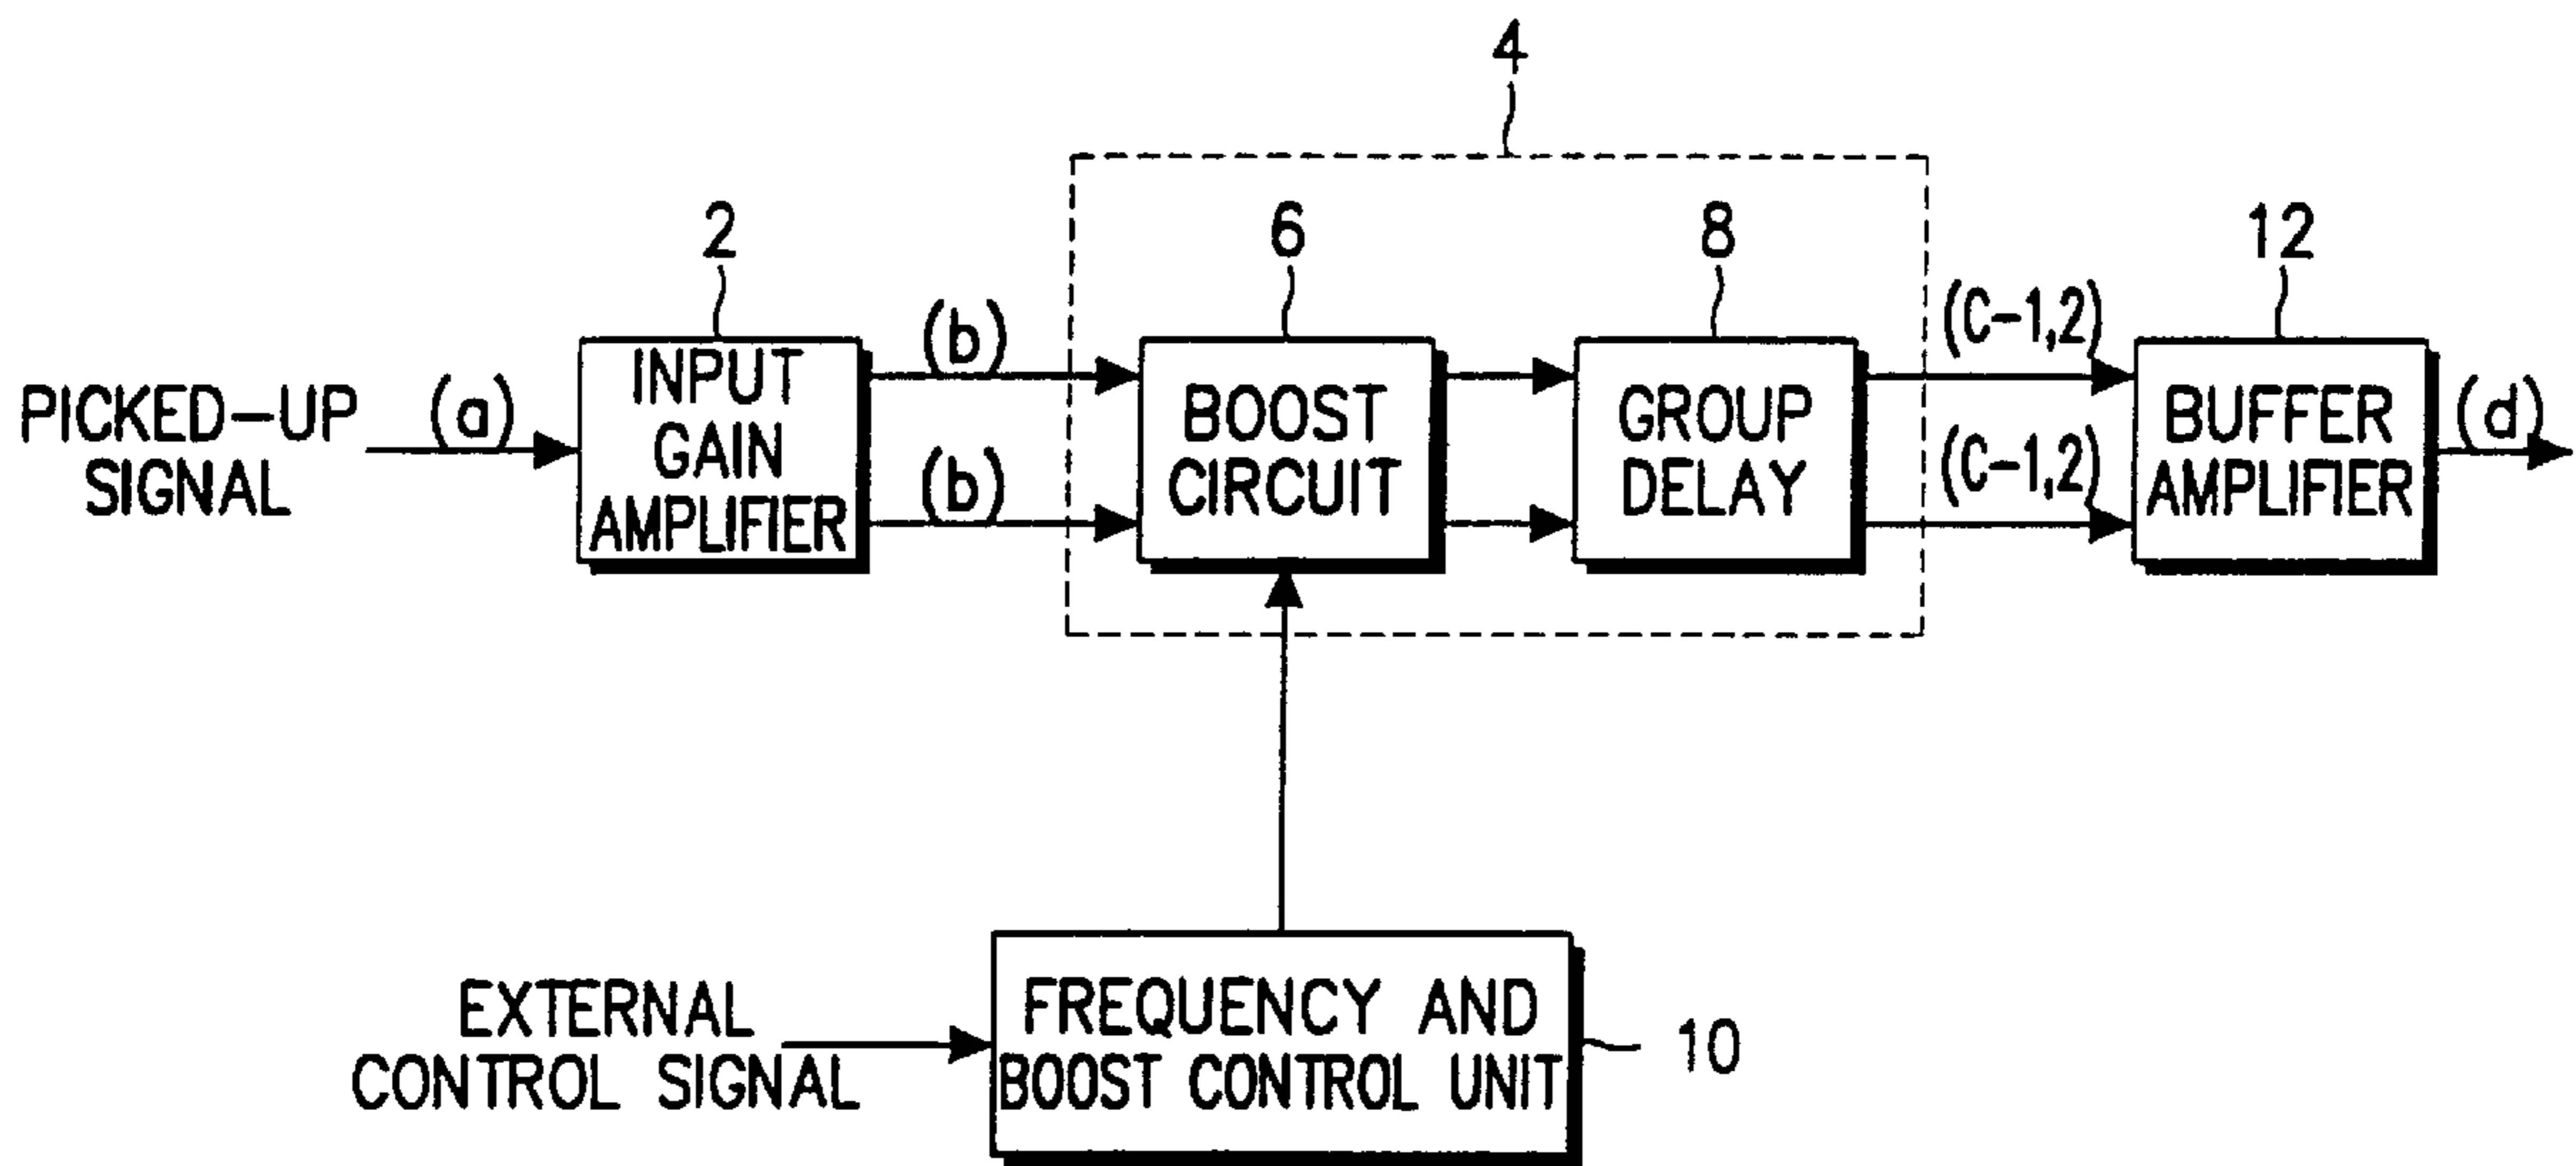 4
2
6
8
12
(b)
(C-1,2)
PICKED-UP
SIGNAL
(a)
INPUT
GAIN
AMPLIFIER
(b)
BOOST
CIRCUIT
GROUP
DELAY
(C-1,2)
BUFFER
AMPLIFIER
(d)
EXTERNAL
CONTROL SIGNAL
FREQUENCY AND
BOOST CONTROL UNIT
10